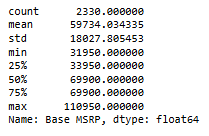 count 2330.000000
mean 59734.034335
std 18027.805453
min 31950.000000
25% 33950.000000
50% 69900.000000
75% 69900.000000
max 110950.000000
Name: Base MSRP, dtype: float64